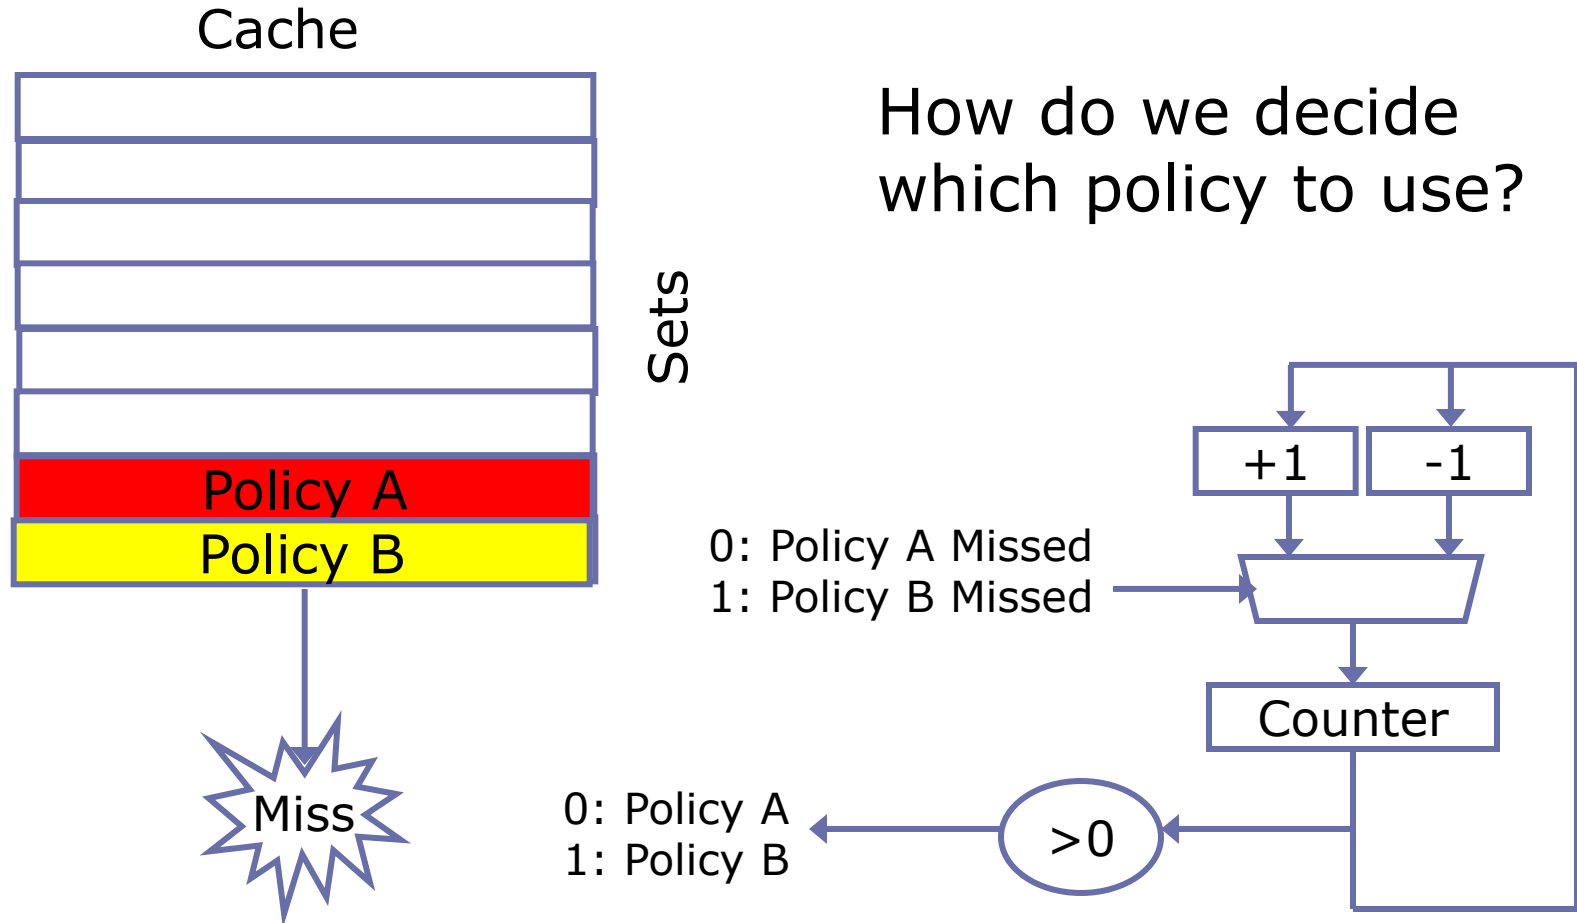 Cache
How do we decide
which policy to use?
Sets
+1
-1
Policy A
Policy B
0: Policy A Missed
1: Policy B Missed
Counter
Miss
0: Policy A
1: Policy B
>0